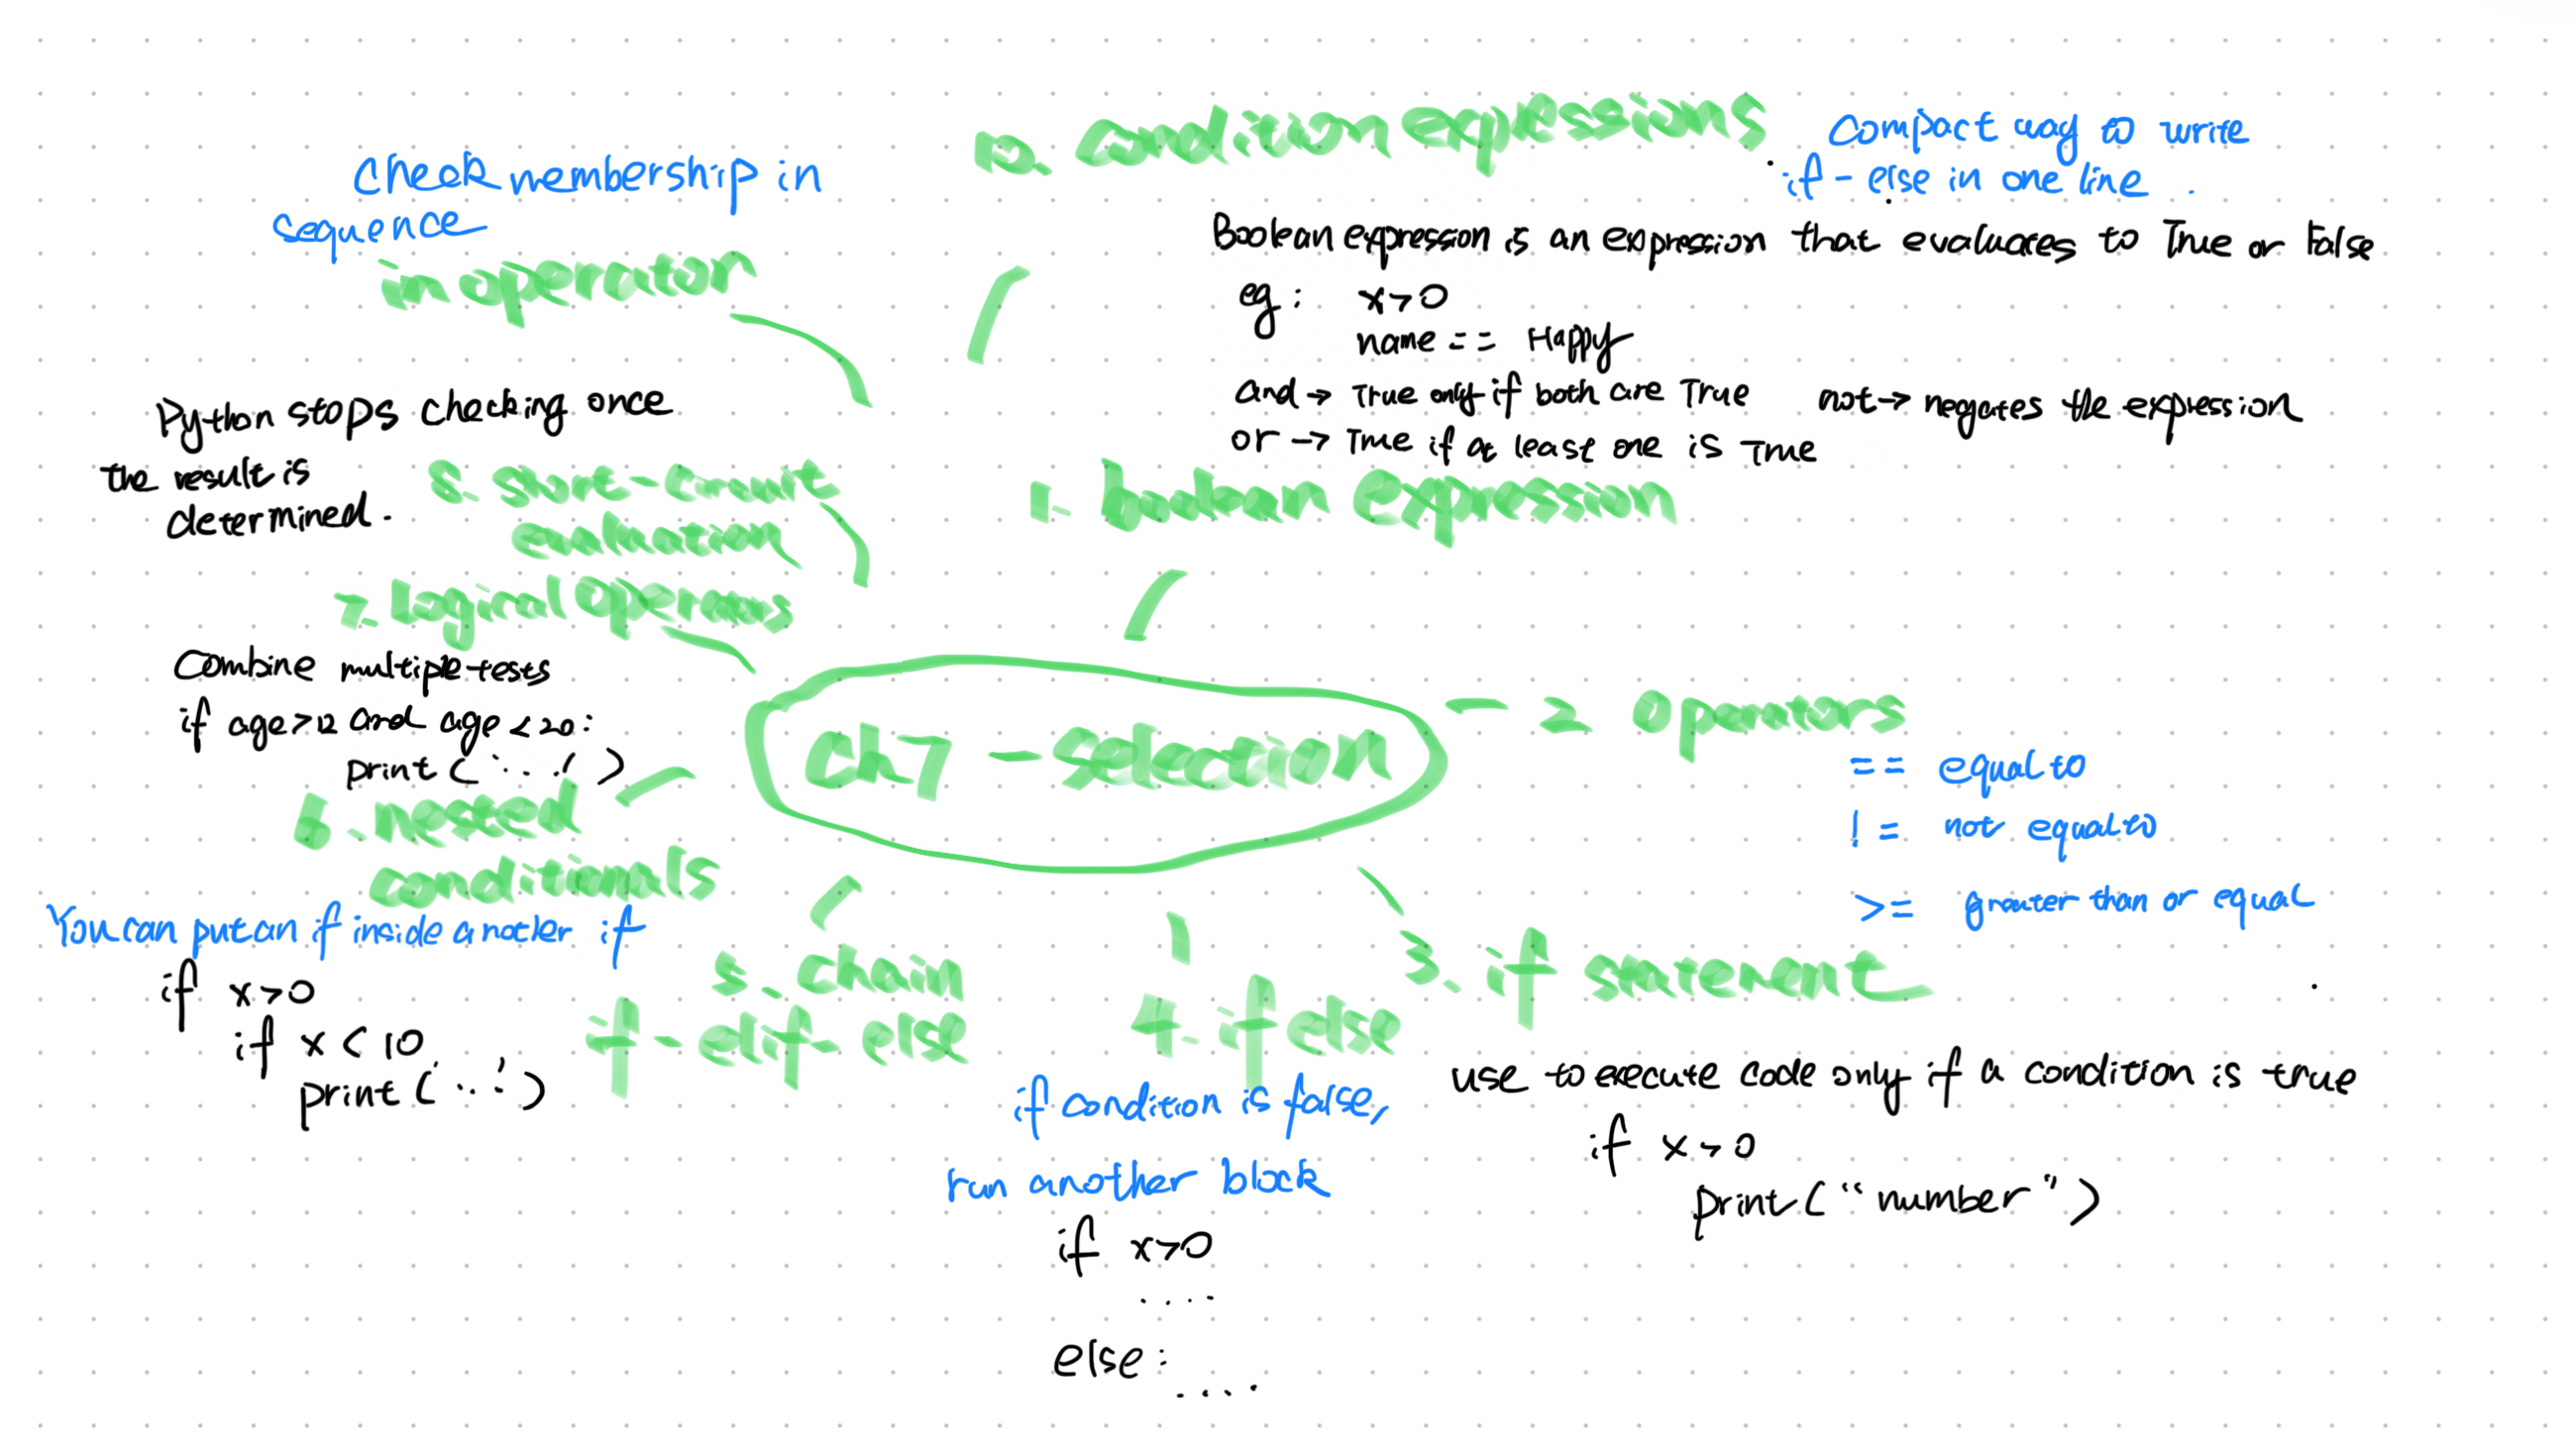 10. condition expressions
Compact way to write
if - else in one line .
Check membership in
sequence
in operator
Boolean expression is an expression that evaluates to True or False
eg : x>0
name == Happy
and → True only if both are True
not → negates the expression
or → True if at least one is True
1. boolean expression
Python stops checking once
the result is
determined .
8. short-circuit
evaluation
7. Logical operators
Combine multiple tests
if age>12 and age<20:
print ( '...' )
ch7 - selection
2 operators
== equal to
!= not equal to
>= greater than or equal
3. if statement
use to execute code only if a condition is true
if x>0
print ( “ number ” )
4. if else
if condition is false,
run another block
if x>0
....
else :
....
5. chain
if - elif - else
6. nested
conditionals
You can put an if inside another if
if x>0
if x < 10
print ( '...' )